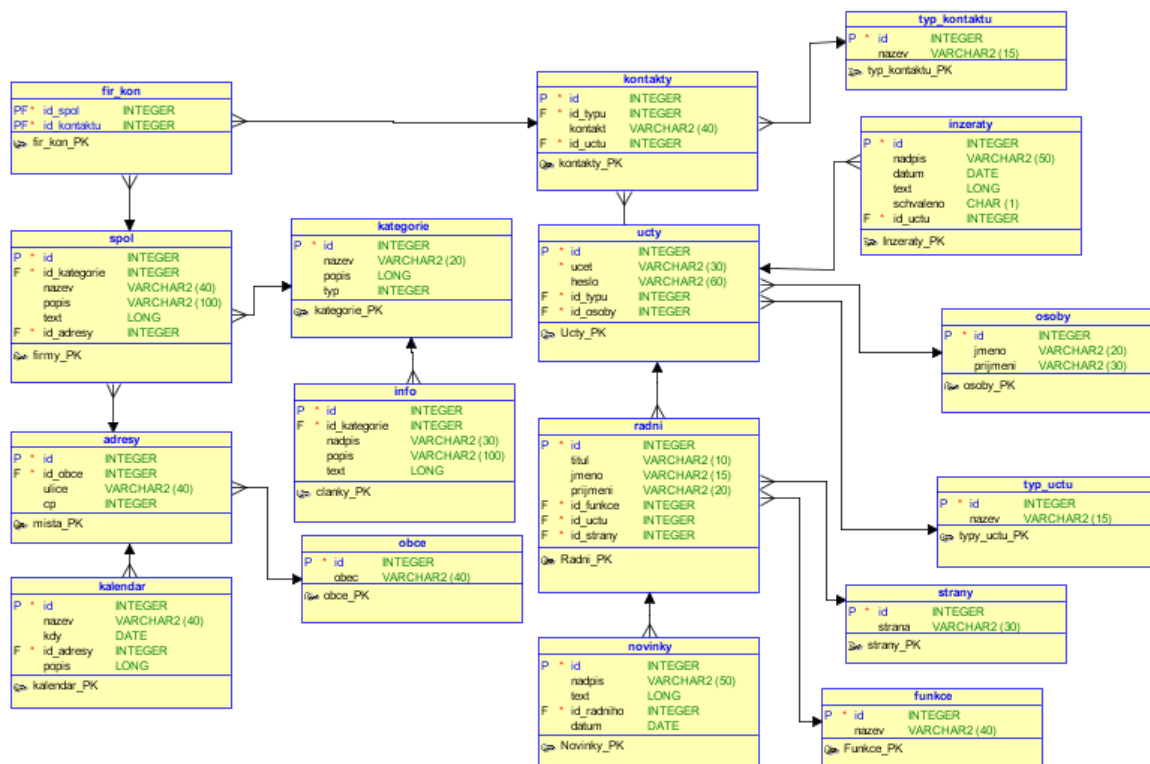 typ_kontaktu
P * id INTEGER
nazev VARCHAR2 (15)
typ_kontaktu_PK
fir_kon
PF* id_spol INTEGER
PF* id_kontaktu INTEGER
fir_kon_PK
kontakty
P * id INTEGER
F * id_typu INTEGER
kontakt VARCHAR2 (40)
F * id_uctu INTEGER
kontakty_PK
inzeraty
P * id INTEGER
nadpis VARCHAR2 (50)
datum DATE
text LONG
schvaleno CHAR (1)
F * id_uctu INTEGER
Inzeraty_PK
spol
P * id INTEGER
F * id_kategorie INTEGER
nazev VARCHAR2 (40)
popis VARCHAR2 (100)
text LONG
F * id_adresy INTEGER
firmy_PK
kategorie
P * id INTEGER
nazev VARCHAR2 (20)
popis LONG
typ INTEGER
kategorie_PK
ucty
P * id INTEGER
* ucet VARCHAR2 (30)
heslo VARCHAR2 (60)
F * id_typu INTEGER
F * id_osoby INTEGER
Ucty_PK
osoby
P * id INTEGER
jmeno VARCHAR2 (20)
prijmeni VARCHAR2 (30)
osoby_PK
info
P * id INTEGER
F * id_kategorie INTEGER
nadpis VARCHAR2 (30)
popis VARCHAR2 (100)
text LONG
clanky_PK
adresy
P * id INTEGER
F * id_obce INTEGER
ulice VARCHAR2 (40)
cp INTEGER
mista_PK
radni
P * id INTEGER
titul VARCHAR2 (10)
jmeno VARCHAR2 (15)
prijmeni VARCHAR2 (20)
F * id_funkce INTEGER
F * id_uctu INTEGER
F * id_strany INTEGER
Radni_PK
typ_uctu
P * id INTEGER
nazev VARCHAR2 (15)
typy_uctu_PK
obce
P * id INTEGER
obec VARCHAR2 (40)
obce_PK
kalendar
P * id INTEGER
nazev VARCHAR2 (40)
kdy DATE
F * id_adresy INTEGER
popis LONG
kalendar_PK
strany
P * id INTEGER
strana VARCHAR2 (30)
strany_PK
novinky
P * id INTEGER
nadpis VARCHAR2 (50)
text LONG
F * id_radniho INTEGER
datum DATE
Novinky_PK
funkce
P * id INTEGER
nazev VARCHAR2 (40)
Funkce_PK